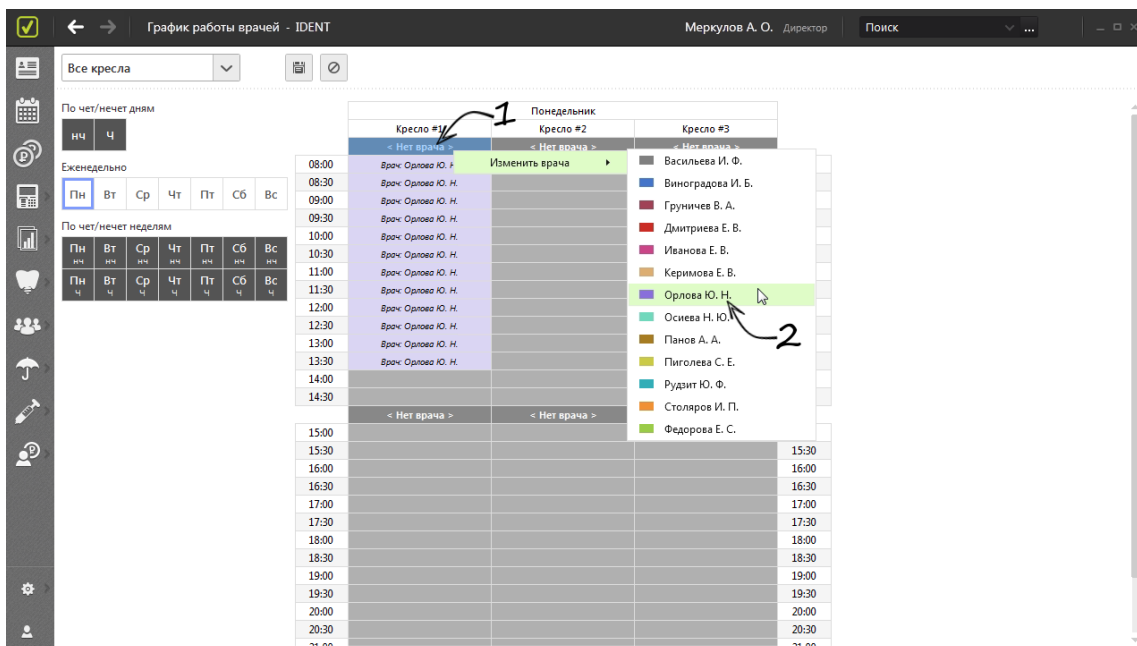 График работы врачей - IDENT
Меркулов А. О. Директор
Поиск
...
Все кресла
По чет/нечет дням
нч ч
Еженедельно
Пн Вт Ср Чт Пт Сб Вс
По чет/нечет неделям
Пн Вт Ср Чт Пт Сб Вс
нч нч нч нч нч нч нч
Пн Вт Ср Чт Пт Сб Вс
ч ч ч ч ч ч ч
Понедельник
Кресло #1 Кресло #2 Кресло #3
< Нет врача > < Нет врача > < Нет врача >
1
Изменить врача
08:00 Врач: Орлова Ю. Н.
08:30 Врач: Орлова Ю. Н.
09:00 Врач: Орлова Ю. Н.
09:30 Врач: Орлова Ю. Н.
10:00 Врач: Орлова Ю. Н.
10:30 Врач: Орлова Ю. Н.
11:00 Врач: Орлова Ю. Н.
11:30 Врач: Орлова Ю. Н.
12:00 Врач: Орлова Ю. Н.
12:30 Врач: Орлова Ю. Н.
13:00 Врач: Орлова Ю. Н.
13:30 Врач: Орлова Ю. Н.
14:00
14:30
Васильева И. Ф.
Виноградова И. Б.
Груничев В. А.
Дмитриева Е. В.
Иванова Е. В.
Керимова Е. В.
Орлова Ю. Н.
Осиева Н. Ю.
Панов А. А.
Пиголева С. Е.
Рудзит Ю. Ф.
Столяров И. П.
Федорова Е. С.
2
< Нет врача > < Нет врача >
15:00
15:30 15:30
16:00 16:00
16:30 16:30
17:00 17:00
17:30 17:30
18:00 18:00
18:30 18:30
19:00 19:00
19:30 19:30
20:00 20:00
20:30 20:30
21:00 21:00